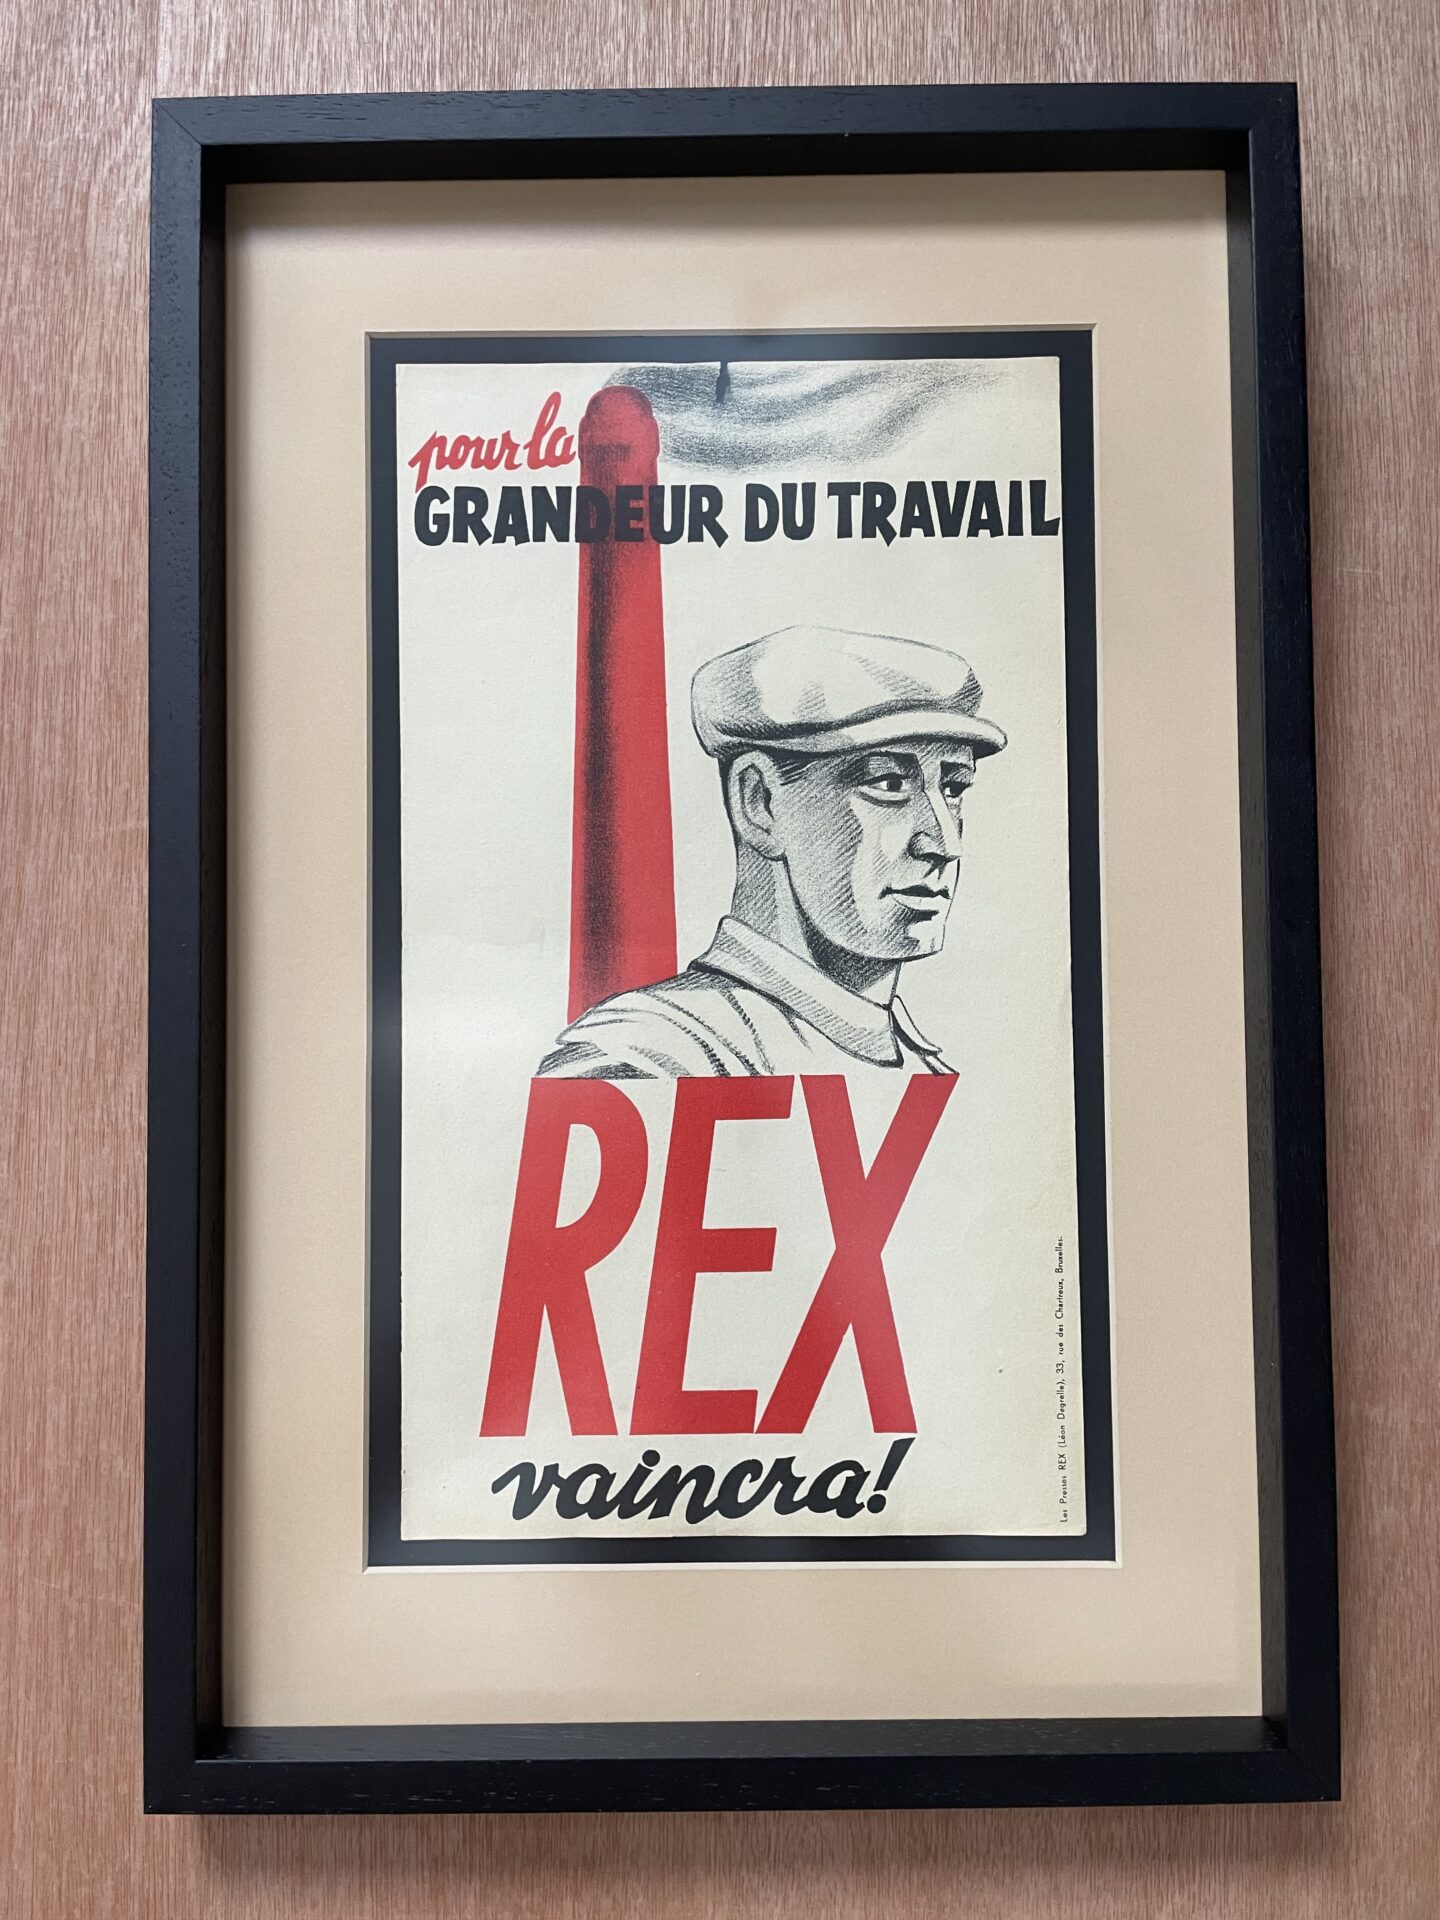 pour la
GRANDEUR DU TRAVAIL
REX
vaincra!
Les Presses REX (Léon Degrelle), 33, rue des Chartreux, Bruxelles.